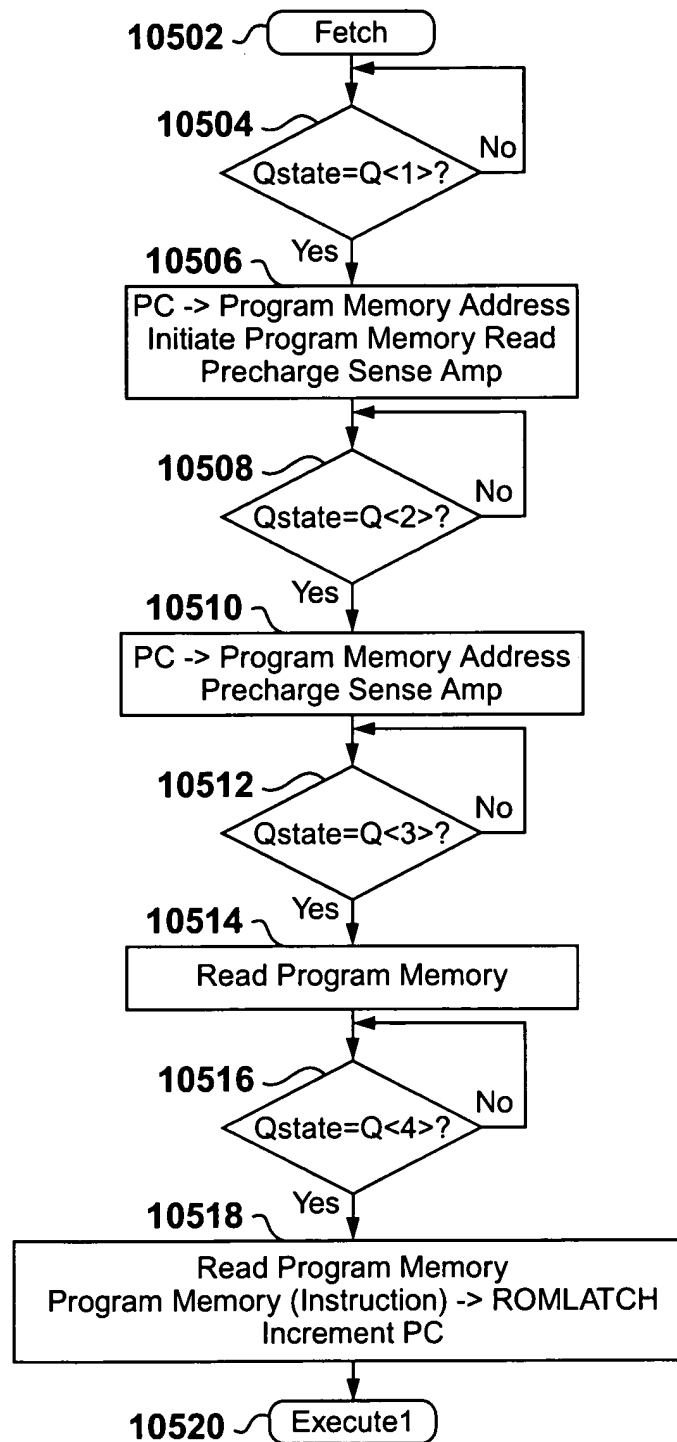 10502
Fetch
10504
Qstate=Q<1>?
No
Yes
10506
PC -> Program Memory Address
Initiate Program Memory Read
Precharge Sense Amp
10508
Qstate=Q<2>?
No
Yes
10510
PC -> Program Memory Address
Precharge Sense Amp
10512
Qstate=Q<3>?
No
Yes
10514
Read Program Memory
10516
Qstate=Q<4>?
No
Yes
10518
Read Program Memory
Program Memory (Instruction) -> ROMLATCH
Increment PC
10520
Execute1